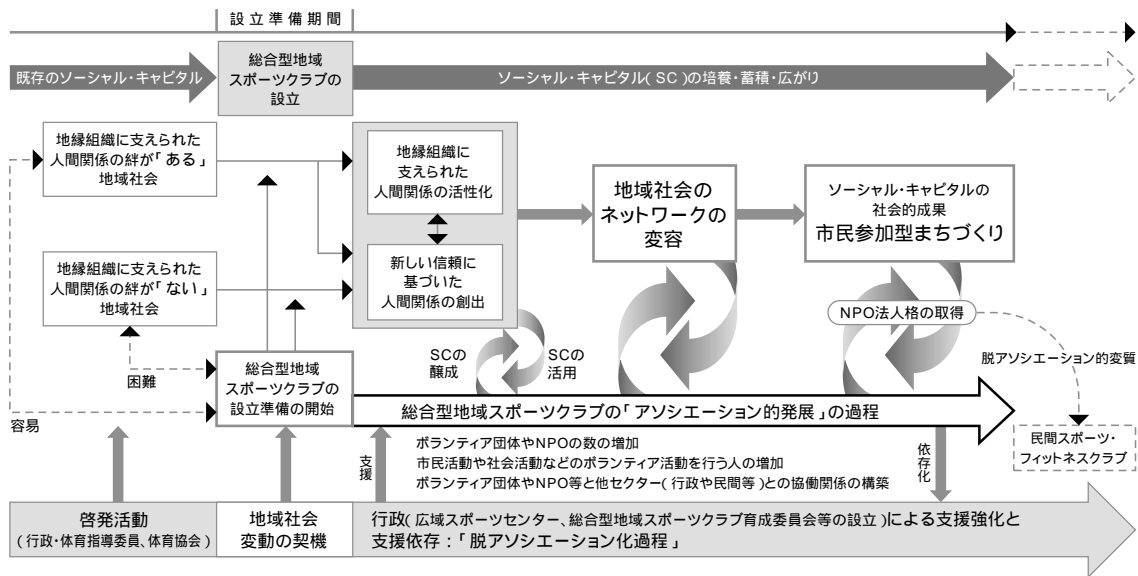 設立準備期間
既存のソーシャル・キャピタル
総合型地域
スポーツクラブの
設立
ソーシャル・キャピタル(SC)の培養・蓄積・広がり
地縁組織に支えられた
人間関係の絆が「ある」
地域社会
地縁組織に支えられた
人間関係の絆が「ない」
地域社会
地縁組織に
支えられた
人間関係の活性化
新しい信頼に
基づいた
人間関係の創出
地域社会の
ネットワークの
変容
ソーシャル・キャピタルの
社会的成果
市民参加型まちづくり
NPO法人格の取得
脱アソシエーション的変質
SCの
醸成
SCの
活用
困難
容易
総合型地域
スポーツクラブの
設立準備の開始
総合型地域スポーツクラブの「アソシエーション的発展」の過程
民間スポーツ・
フィットネスクラブ
支援
ボランティア団体やNPOの数の増加
市民活動や社会活動などのボランティア活動を行う人の増加
ボランティア団体やNPO等と他セクター(行政や民間等)との協働関係の構築
依存化
啓発活動
(行政・体育指導委員、体育協会)
地域社会
変動の契機
行政(広域スポーツセンター、総合型地域スポーツクラブ育成委員会等の設立)による支援強化と
支援依存:「脱アソシエーション化過程」